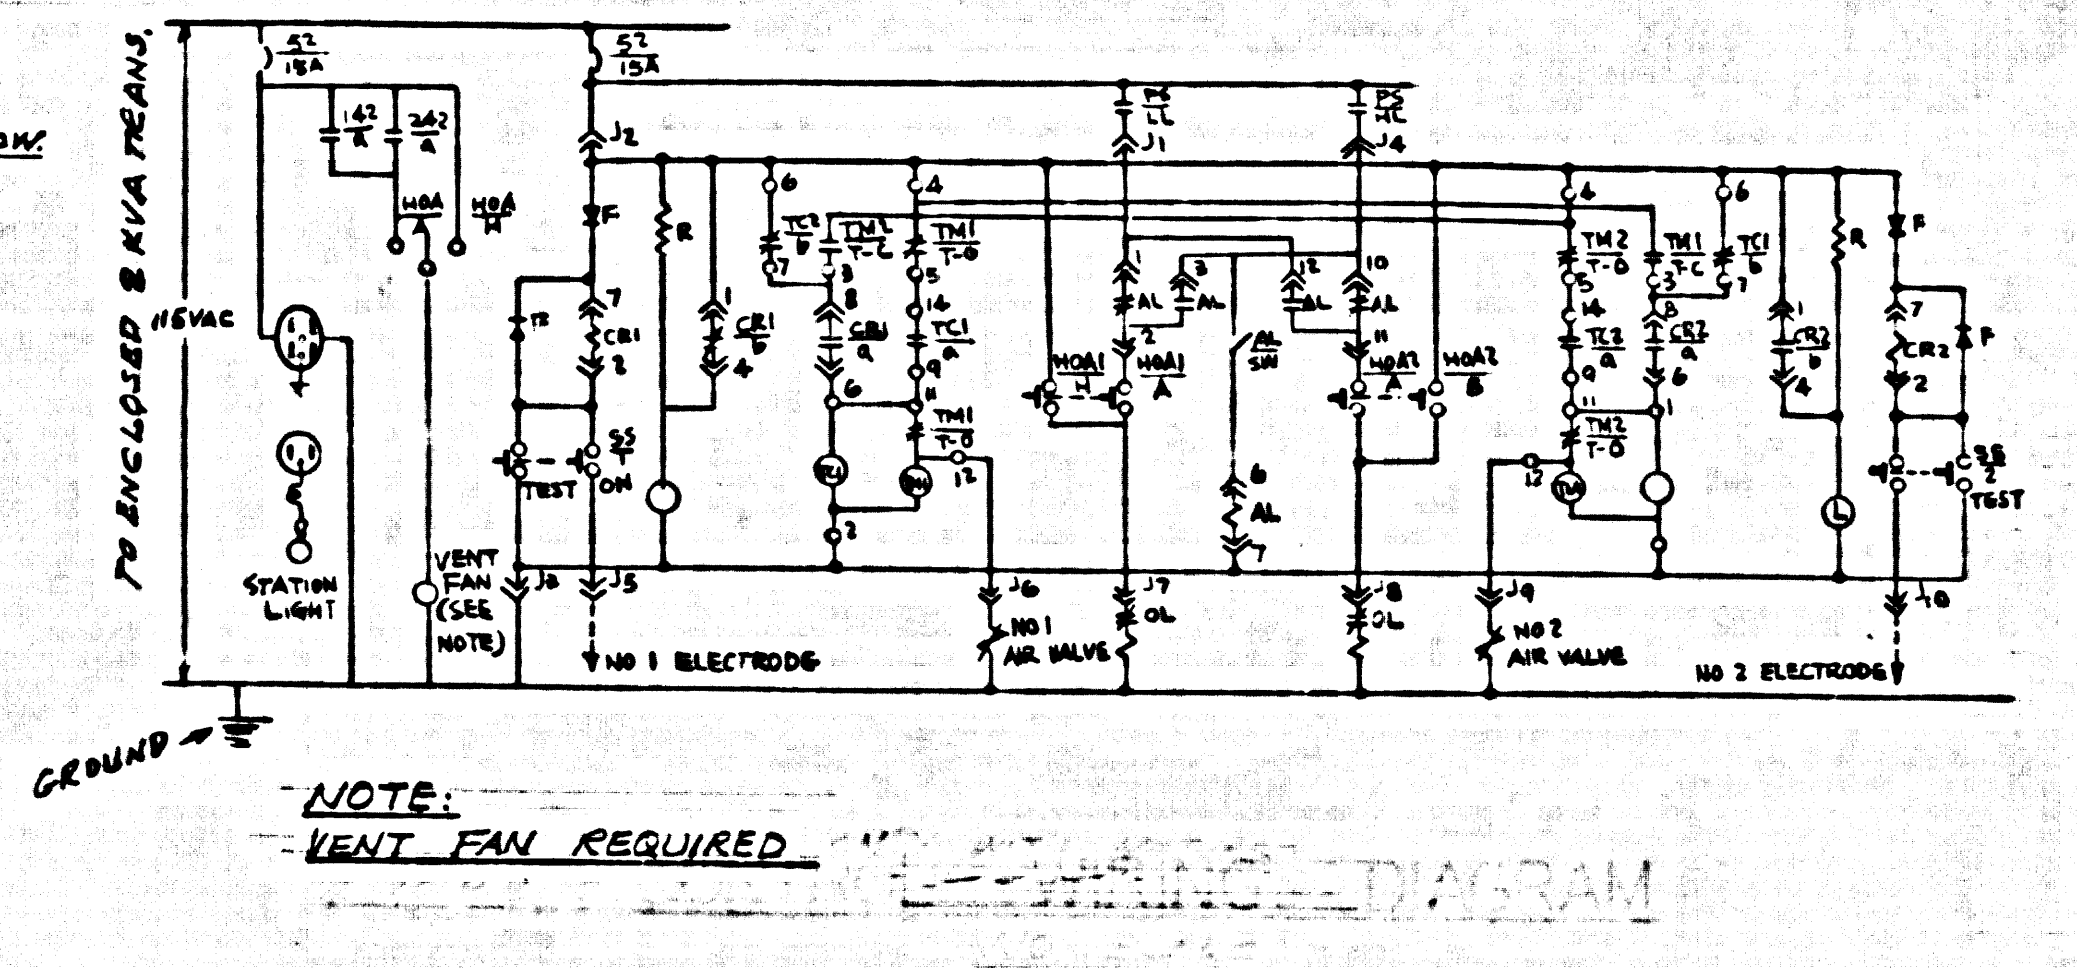 TO ENCLOSED 2 KVA TRANS.
115VAC
52
15A
142
a
242
a
HOA
HOA
H
STATION
LIGHT
VENT
FAN
(SEE
NOTE)
52
15A
J2
F
7
CR1
2
SS
T
TEST
ON
J5
NO 1 ELECTRODE
R
1
CR1
b
4
6
TC2
b
7
TM2
T-C
3
8
CR1
a
6
2
4
TM1
T-O
5
14
TC1
a
9
11
TM1
T-O
12
J6
NO 1
AIR VALVE
PS
LL
J1
1
AL
2
3
AL
HOA1
H
HOA1
A
J7
OL
AL
SW
6
AL
7
12
AL
PS
HL
J4
10
AL
11
HOA2
A
HOA2
J8
OL
4
TM2
T-O
5
14
TC2
a
9
11
TM2
T-O
12
J9
NO 2
AIR VALVE
TM1
T-C
3
8
CR2
a
6
1
6
TC1
b
7
1
CR2
b
4
R
L
F
7
CR2
2
F
2
TEST
NO 2 ELECTRODE
GROUND
NOTE:
VENT FAN REQUIRED
DIAGRAM